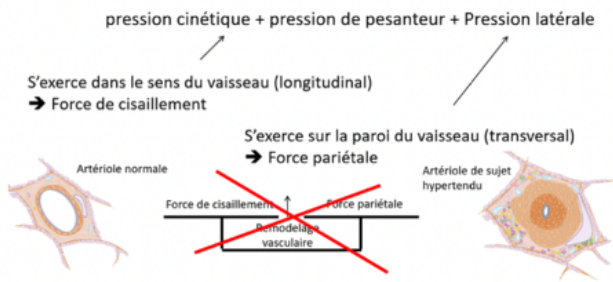 pression cinétique + pression de pesanteur + Pression latérale
S'exerce dans le sens du vaisseau (longitudinal)
➔ Force de cisaillement
S'exerce sur la paroi du vaisseau (transversal)
➔ Force pariétale
Artériole normale
Artériole de sujet
hypertendu
Force de cisaillement
Force pariétale
Remodelage
vasculaire